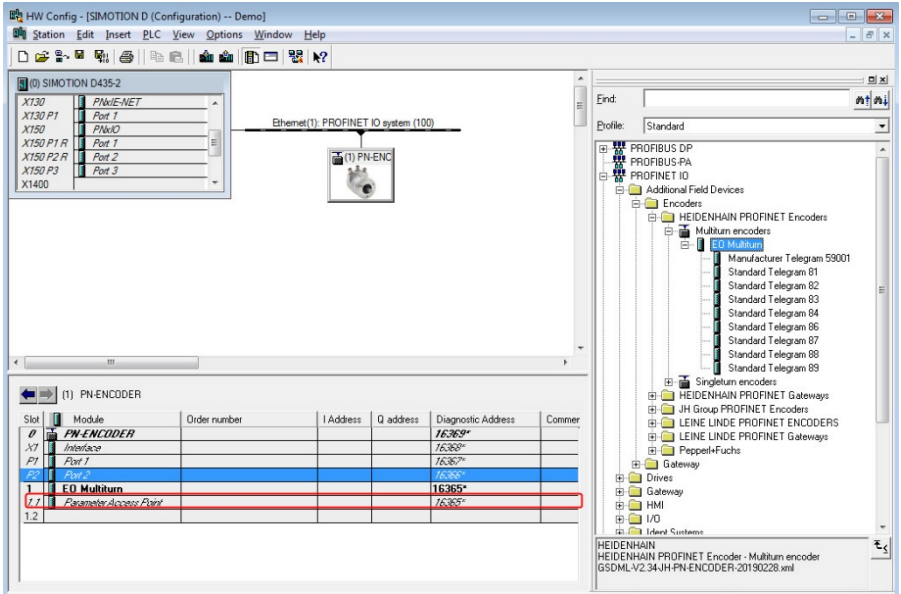 HW Config - [SIMOTION D (Configuration) -- Demo]
Station Edit Insert PLC View Options Window Help
(0) SIMOTION D435-2
X130 PNxIE-NET
X130 P1 Port 1
X150 PNxIO
X150 P1 R Port 1
X150 P2 R Port 2
X150 P3 Port 3
X1400
Ethernet(1): PROFINET IO system (100)
(1) PN-ENC
(1) PN-ENCODER
Slot Module Order number I Address Q address Diagnostic Address Commen
0 PN-ENCODER 16369*
X1 Interface 16368*
P1 Port 1 16367*
P2 Port 2 16366*
1 EO Multiturn 16365*
1.1 Parameter Access Point 16365*
1.2
Find:
Profile: Standard
PROFIBUS DP
PROFIBUS-PA
PROFINET IO
Additional Field Devices
Encoders
HEIDENHAIN PROFINET Encoders
Multiturn encoders
EO Multiturn
Manufacturer Telegram 59001
Standard Telegram 81
Standard Telegram 82
Standard Telegram 83
Standard Telegram 84
Standard Telegram 86
Standard Telegram 87
Standard Telegram 88
Standard Telegram 89
Singleturn encoders
HEIDENHAIN PROFINET Gateways
JH Group PROFINET Encoders
LEINE LINDE PROFINET ENCODERS
LEINE LINDE PROFINET Gateways
Pepperl+Fuchs
Gateway
Drives
Gateway
HMI
I/O
Ident Systems
HEIDENHAIN
HEIDENHAIN PROFINET Encoder - Multiturn encoder
GSDML-V2.34-JH-PN-ENCODER-20190228.xml